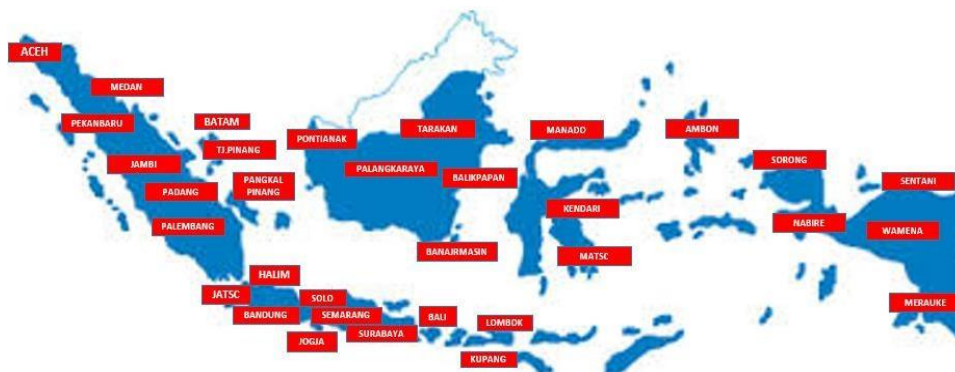 ACEH
MEDAN
PEKANBARU
BATAM
TJ.PINANG
JAMBI
PADANG
PANGKAL
PINANG
PALEMBANG
PONTIANAK
TARAKAN
PALANGKARAYA
BALIKPAPAN
BANAJRMASIN
MANADO
KENDARI
MATSC
AMBON
SORONG
SENTANI
NABIRE
WAMENA
MERAUKE
HALIM
JATSC
SOLO
BANDUNG
SEMARANG
JOGJA
SURABAYA
BALI
LOMBOK
KUPANG